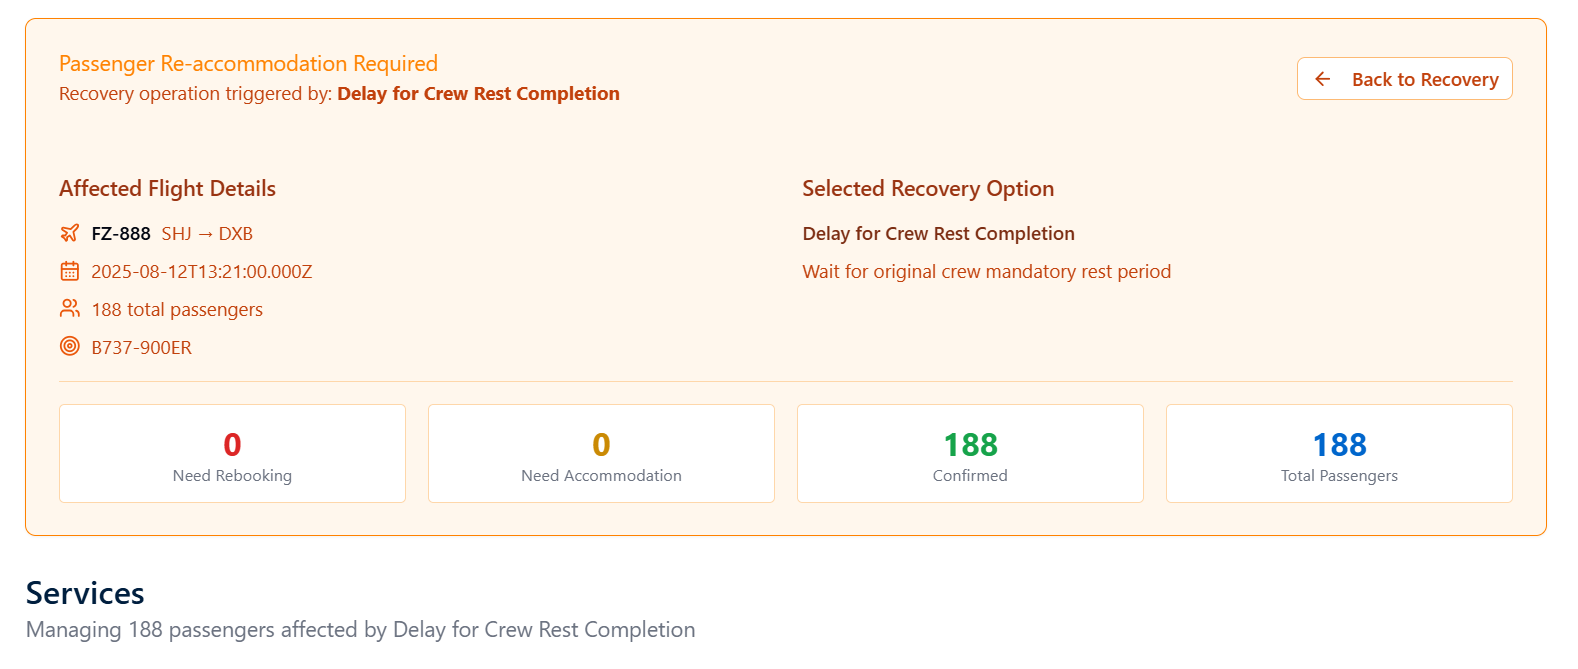 Passenger Re-accommodation Required
Recovery operation triggered by: Delay for Crew Rest Completion
Back to Recovery
Affected Flight Details
FZ-888 SHJ → DXB
2025-08-12T13:21:00.000Z
188 total passengers
B737-900ER
Selected Recovery Option
Delay for Crew Rest Completion
Wait for original crew mandatory rest period
0
Need Rebooking
0
Need Accommodation
188
Confirmed
188
Total Passengers
Services
Managing 188 passengers affected by Delay for Crew Rest Completion